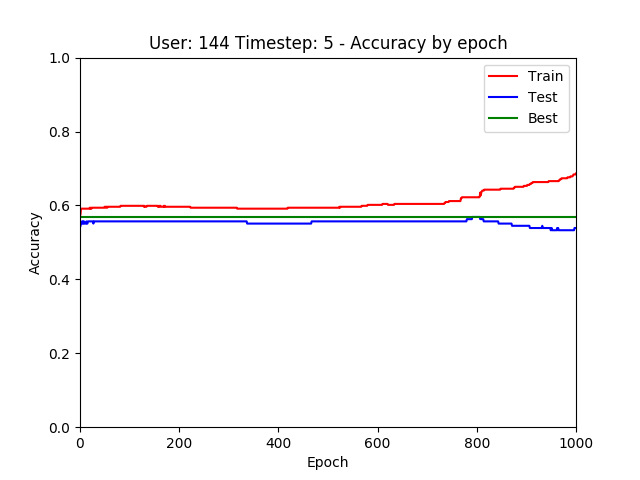 User: 144 Timestep: 5 - Accuracy by epoch
Train
Test
Best
1.0
0.8
0.6
0.4
0.2
0.0
Accuracy
0 200 400 600 800 1000
Epoch